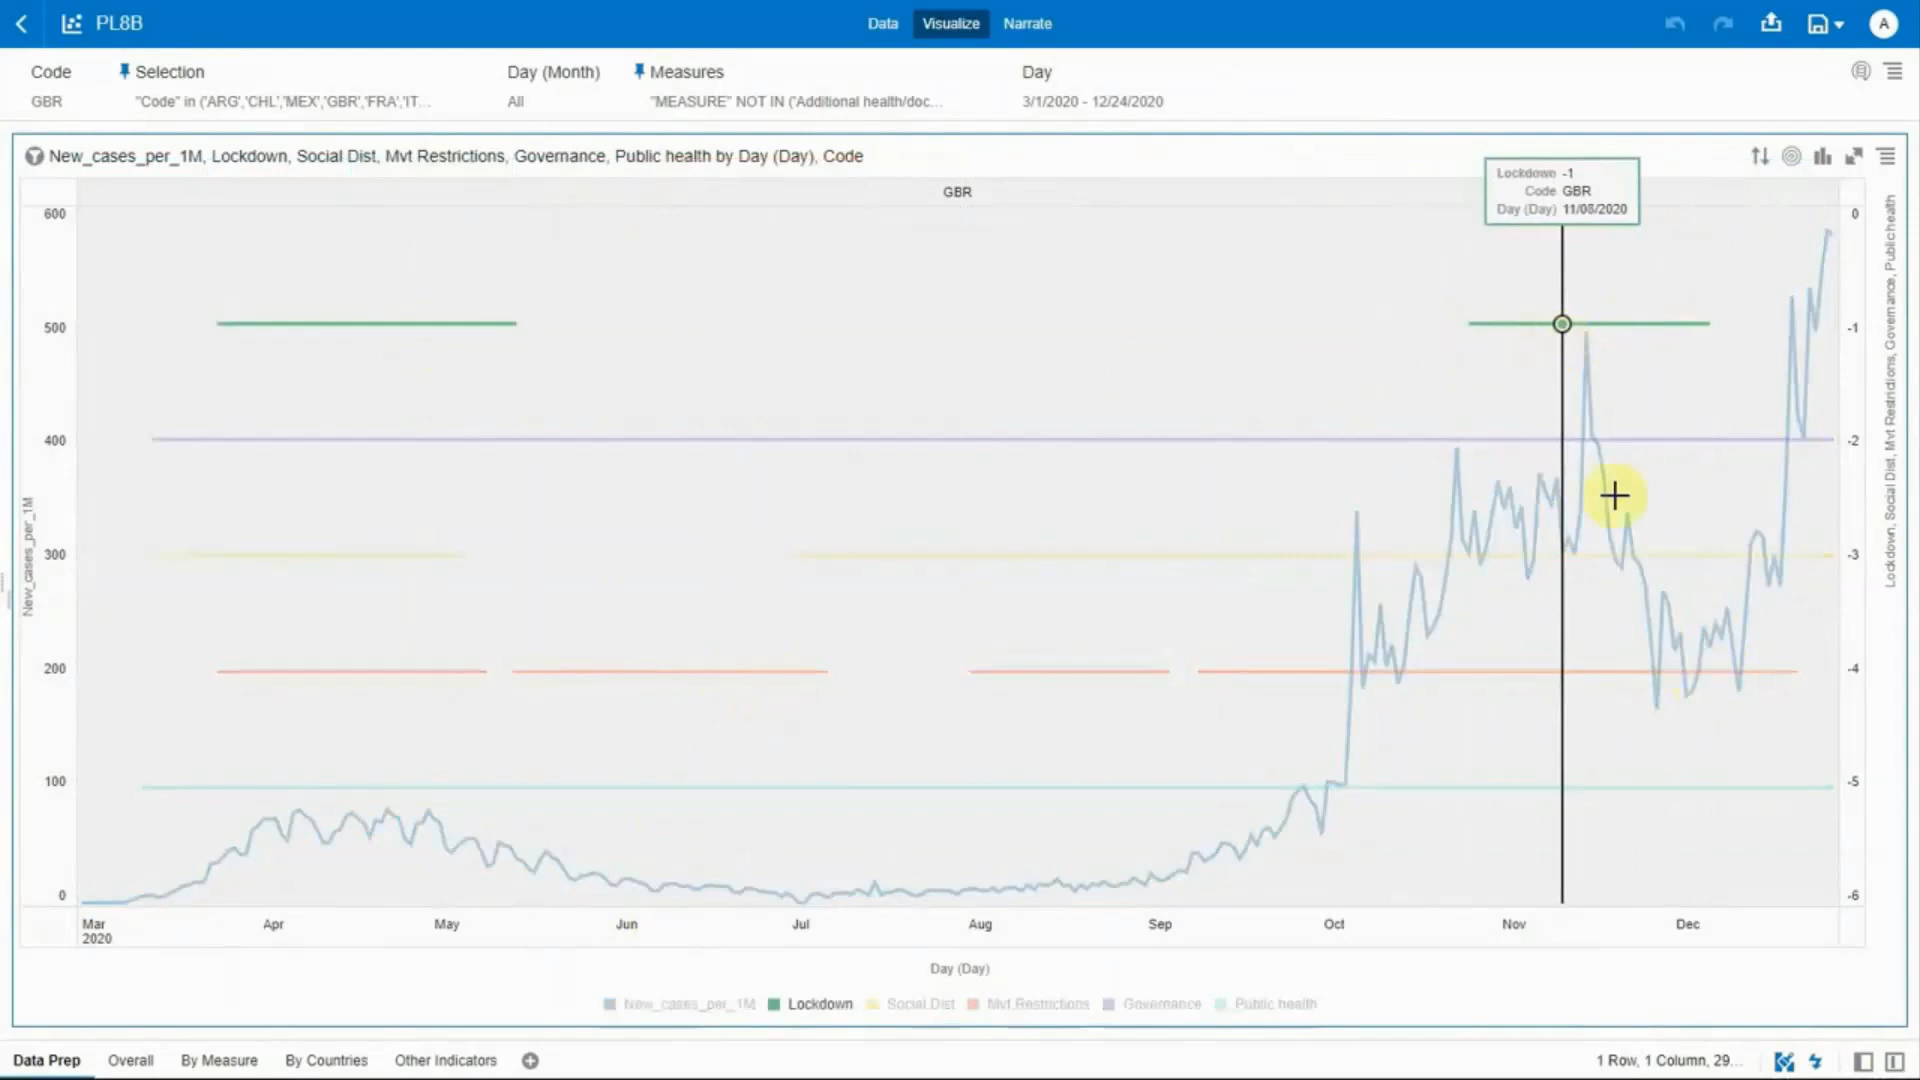 PL8B
Data Visualize Narrate
A
Code Selection Day (Month) Measures Day
GBR "Code" in ('ARG','CHL','MEX','GBR','FRA','IT... All "MEASURE" NOT IN ('Additional health/doc... 3/1/2020 - 12/24/2020
New_cases_per_1M, Lockdown, Social Dist, Mvt Restrictions, Governance, Public health by Day (Day), Code
GBR
Lockdown -1
Code GBR
Day (Day) 11/08/2020
600
500
400
300
200
100
0
New_cases_per_1M
0
-1
-2
-3
-4
-5
-6
Lockdown, Social Dist, Mvt Restrictions, Governance, Public health
Mar Apr May Jun Jul Aug Sep Oct Nov Dec
2020
Day (Day)
New_cases_per_1M Lockdown Social Dist Mvt Restrictions Governance Public health
Data Prep Overall By Measure By Countries Other Indicators
1 Row, 1 Column, 29...